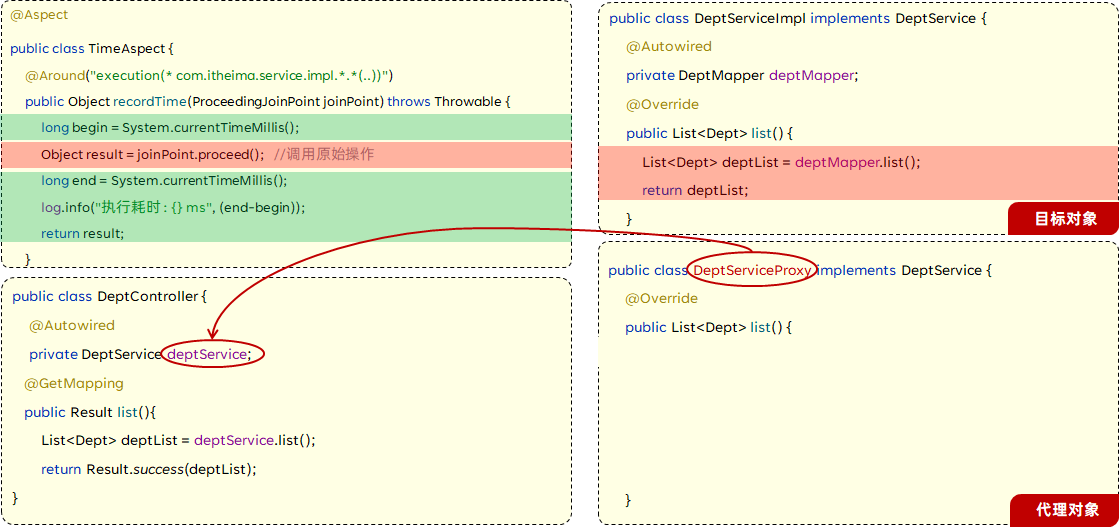 @Aspect
public class TimeAspect {
@Around("execution(* com.itheima.service.impl.*.*(..))")
public Object recordTime(ProceedingJoinPoint joinPoint) throws Throwable {
long begin = System.currentTimeMillis();
Object result = joinPoint.proceed(); //调用原始操作
long end = System.currentTimeMillis();
log.info("执行耗时 : {} ms", (end-begin));
return result;
}
public class DeptController {
@Autowired
private DeptService deptService;
@GetMapping
public Result list(){
List<Dept> deptList = deptService.list();
return Result.success(deptList);
}
public class DeptServiceImpl implements DeptService {
@Autowired
private DeptMapper deptMapper;
@Override
public List<Dept> list() {
List<Dept> deptList = deptMapper.list();
return deptList;
}
目标对象
public class DeptServiceProxy implements DeptService {
@Override
public List<Dept> list() {
}
代理对象